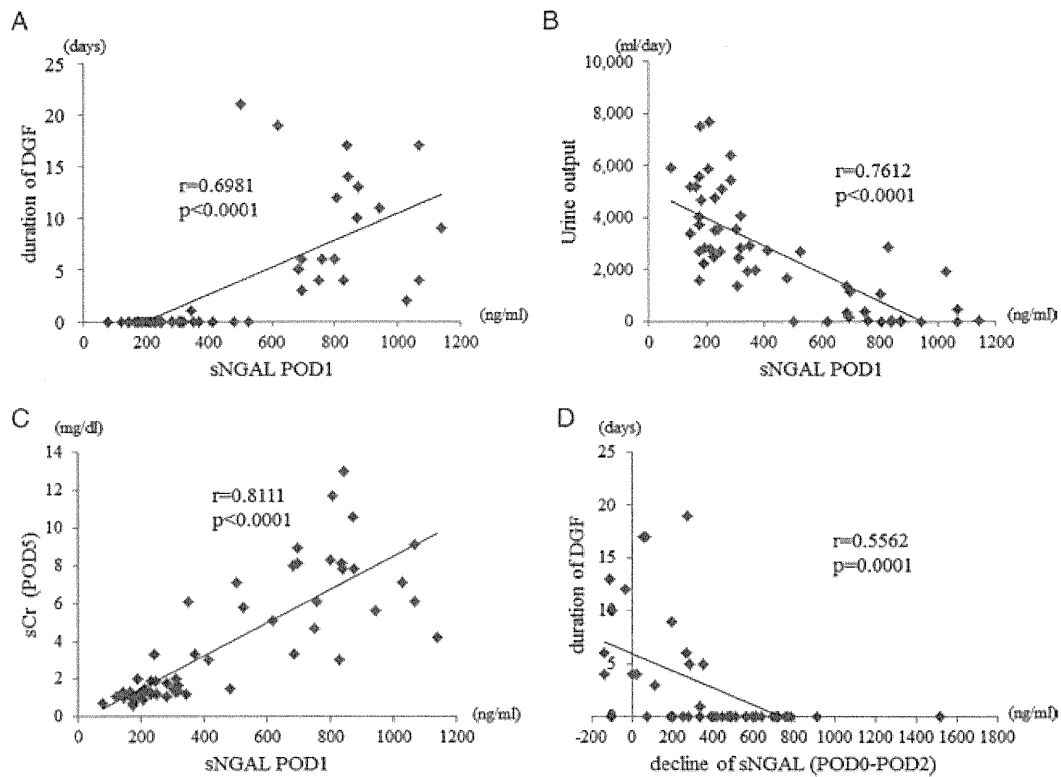 A
(days)
duration of DGF
25
20
15
10
5
0
r=0.6981
p<0.0001
0 200 400 600 800 1000 1200
(ng/ml)
sNGAL POD1
B
(ml/day)
Urine output
10,000
8,000
6,000
4,000
2,000
0
r=0.7612
p<0.0001
0 200 400 600 800 1000 1200
(ng/ml)
sNGAL POD1
C
(mg/dl)
sCr (POD5)
14
12
10
8
6
4
2
0
r=0.8111
p<0.0001
0 200 400 600 800 1000 1200
(ng/ml)
sNGAL POD1
D
(days)
duration of DGF
25
20
15
10
5
0
r=0.5562
p=0.0001
-200 0 200 400 600 800 1000 1200 1400 1600 1800
(ng/ml)
decline of sNGAL (POD0-POD2)